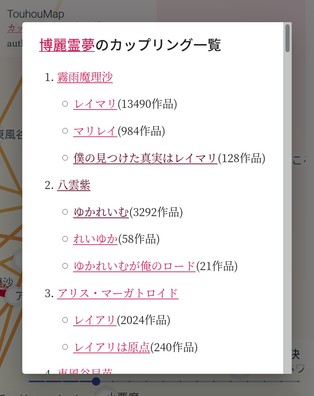 TouhouMap
博麗霊夢のカップリング一覧
1. 霧雨魔理沙
レイマリ(13490作品)
マリレイ(984作品)
僕の見つけた真実はレイマリ(128作品)
2. 八雲紫
ゆかれいむ(3292作品)
れいゆか(58作品)
ゆかれいむが俺のロード(21作品)
3. アリス・マーガトロイド
レイアリ(2024作品)
レイアリは原点(240作品)
4. 東風谷早苗